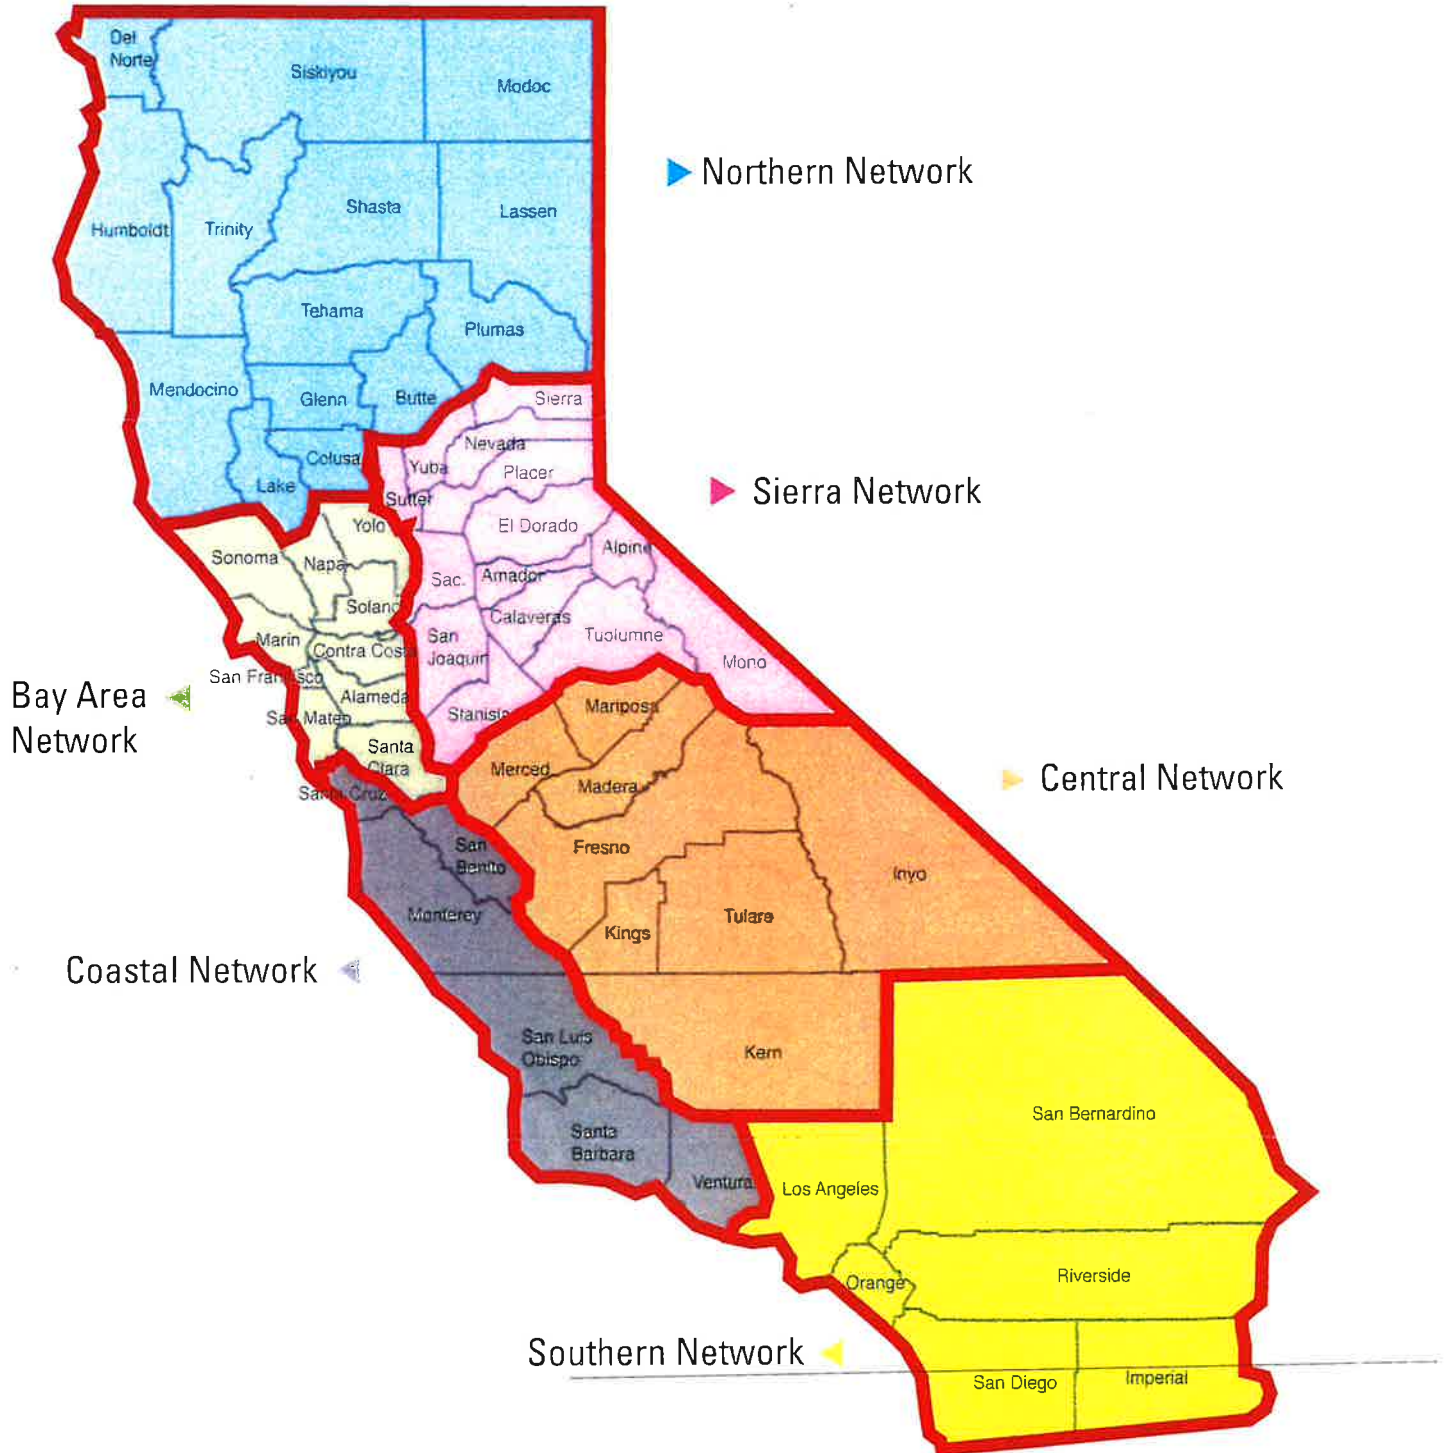 Del
Norte
Siskiyou
Modoc
Northern Network
Shasta
Lassen
Humboldt
Trinity
Tehama
Plumas
Mendocino
Glenn
Butte
Sierra
Nevada
Colusa
Yuba
Placer
Lake
Sutter
Sierra Network
Yolo
El Dorado
Sonoma
Napa
Alpine
Sac.
Amador
Solano
Calaveras
Marin
Contra Costa
San
Joaquin
Tuolumne
Mono
San Francisco
Bay Area
Network
Alameda
San Mateo
Stanisla
Mariposa
Santa
Clara
Merced
Madera
Central Network
Santa Cruz
San
Benito
Fresno
Inyo
Monterey
Kings
Tulare
Coastal Network
San Luis
Obispo
Kern
San Bernardino
Santa
Barbara
Ventura
Los Angeles
Orange
Riverside
Southern Network
San Diego
Imperial